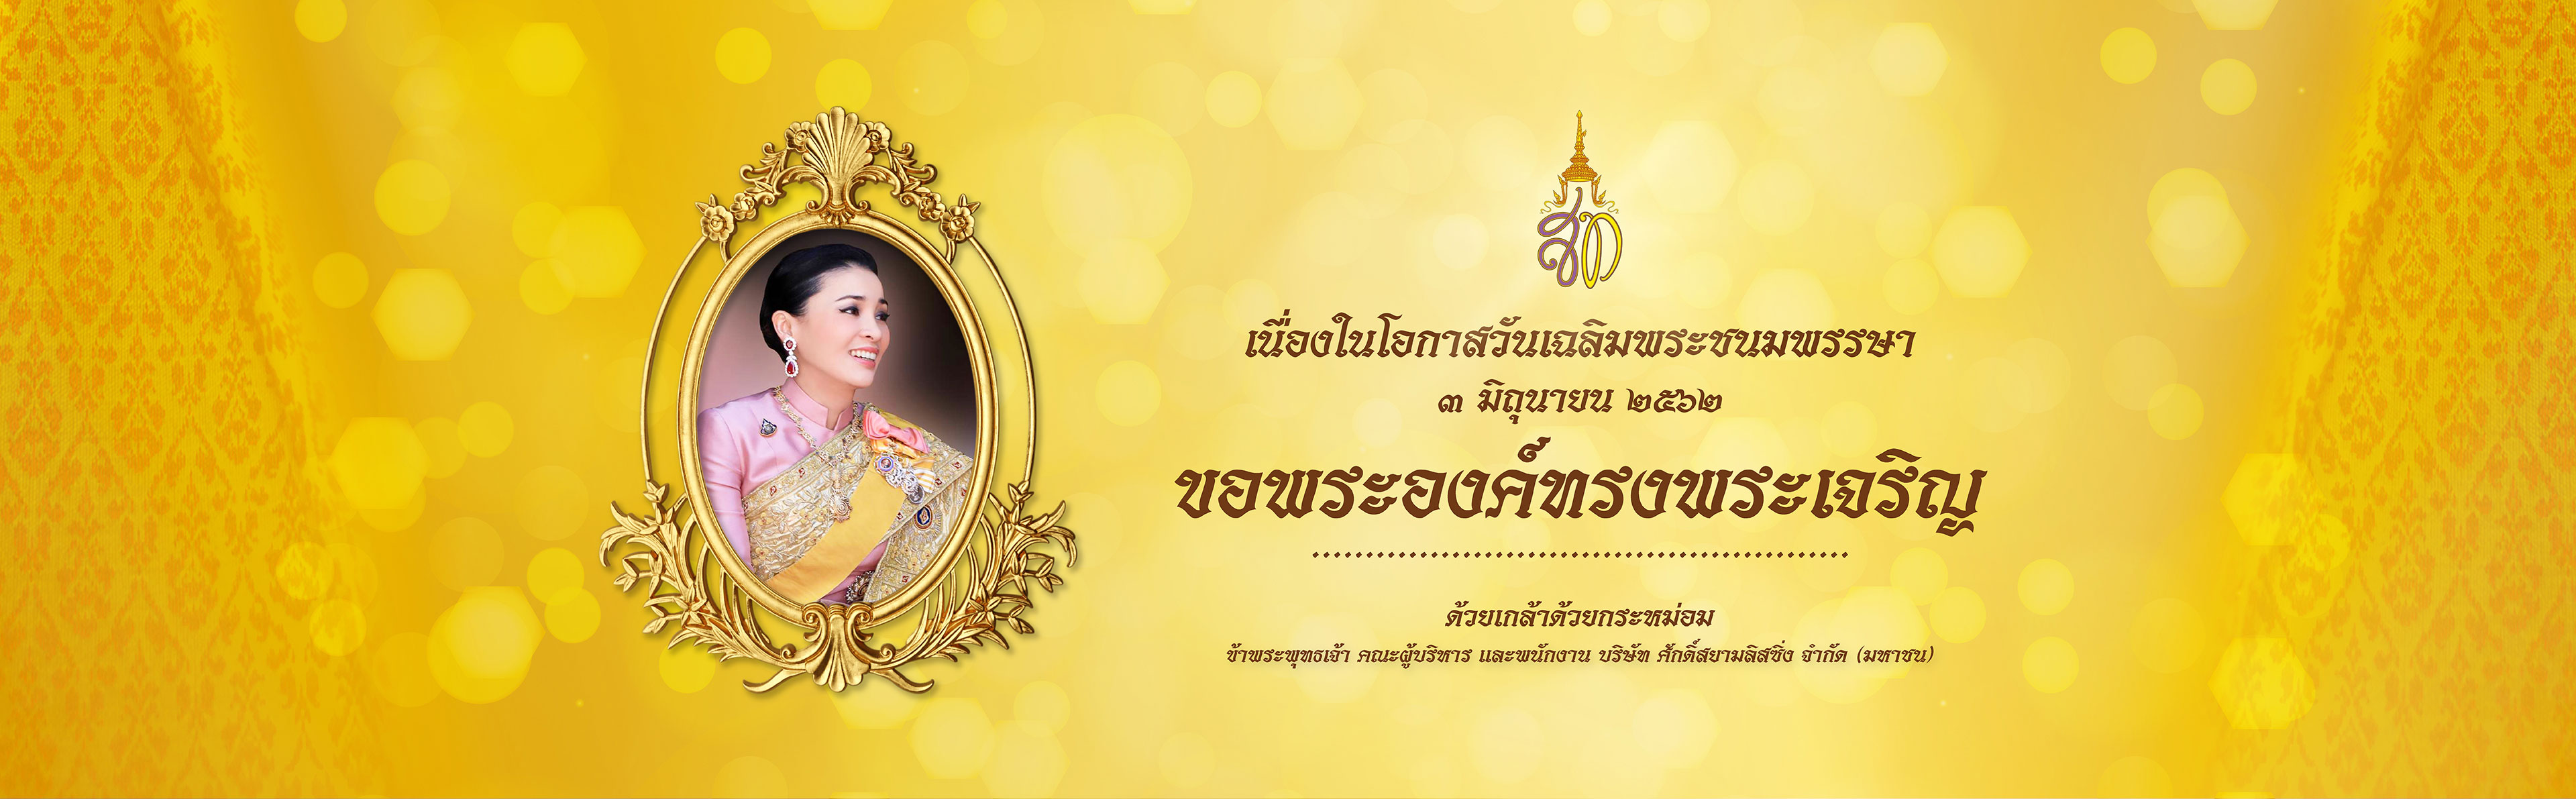 สท
เนื่องในโอกาสวันเฉลิมพระชนมพรรษา
๓ มิถุนายน ๒๕๖๒
ขอพระองค์ทรงพระเจริญ
ด้วยเกล้าด้วยกระหม่อม
ข้าพระพุทธเจ้า คณะผู้บริหาร และพนักงาน บริษัท ศักดิ์สยามลิสซิ่ง จำกัด (มหาชน)